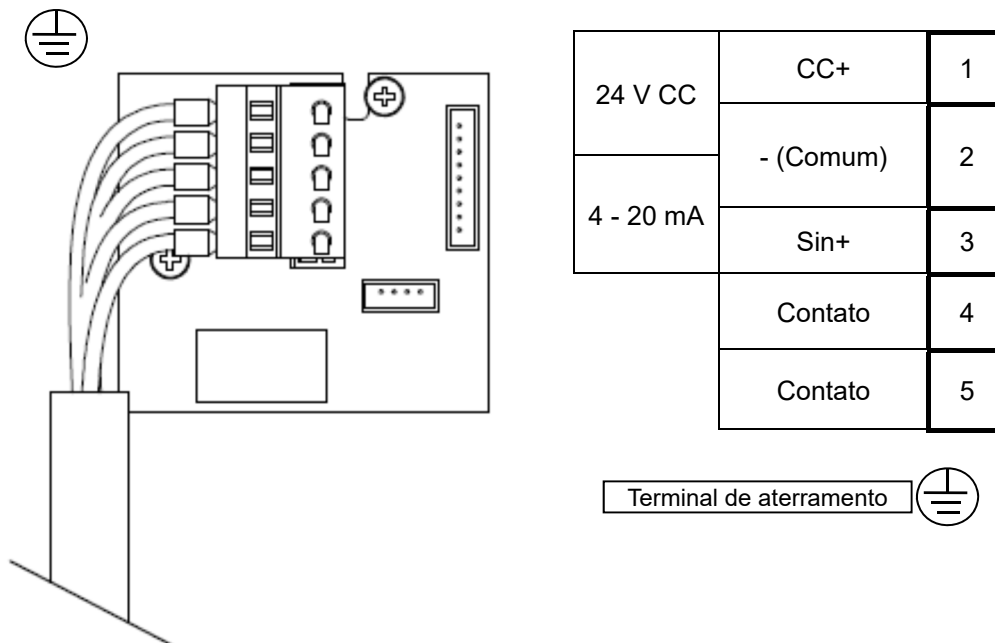 24 V CC
CC+
1
- (Comum)
2
4 - 20 mA
Sin+
3
Contato
4
Contato
5
Terminal de aterramento